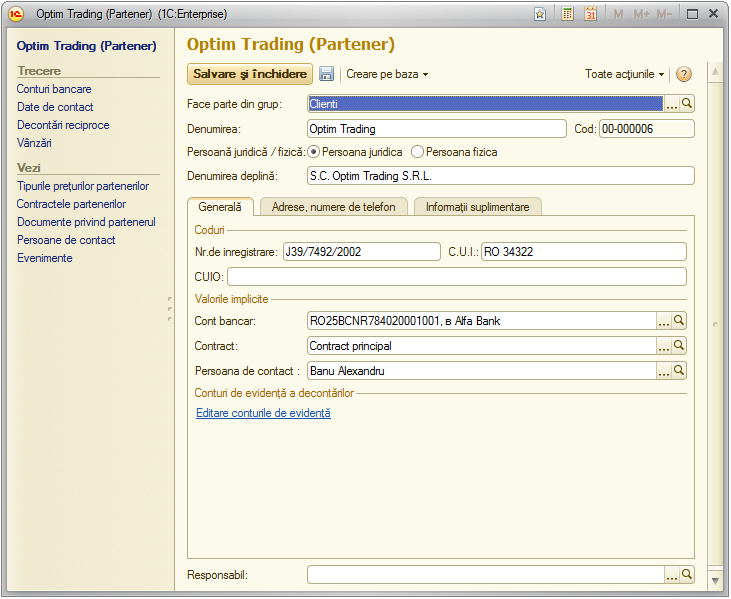 Optim Trading (Partener) (1C:Enterprise)
31 M M+ M-
Optim Trading (Partener)
Trecere
Conturi bancare
Date de contact
Decontări reciproce
Vânzări
Vezi
Tipurile prețurilor partenerilor
Contractele partenerilor
Documente privind partenerul
Persoane de contact
Evenimente
Optim Trading (Partener)
Salvare și închidere Creare pe baza Toate acțiunile ?
Face parte din grup: Clienti ...
Denumirea: Optim Trading Cod: 00-000006
Persoană juridică / fizică: Persoana juridica Persoana fizica
Denumirea deplină: S.C. Optim Trading S.R.L.
Generală Adrese, numere de telefon Informații suplimentare
Coduri
Nr.de inregistrare: J39/7492/2002 C.U.I.: RO 34322
CUIO:
Valorile implicite
Cont bancar: RO25BCNR784020001001, в Alfa Bank ...
Contract: Contract principal ...
Persoana de contact : Banu Alexandru ...
Conturi de evidență a decontărilor
Editare conturile de evidență
Responsabil: ...